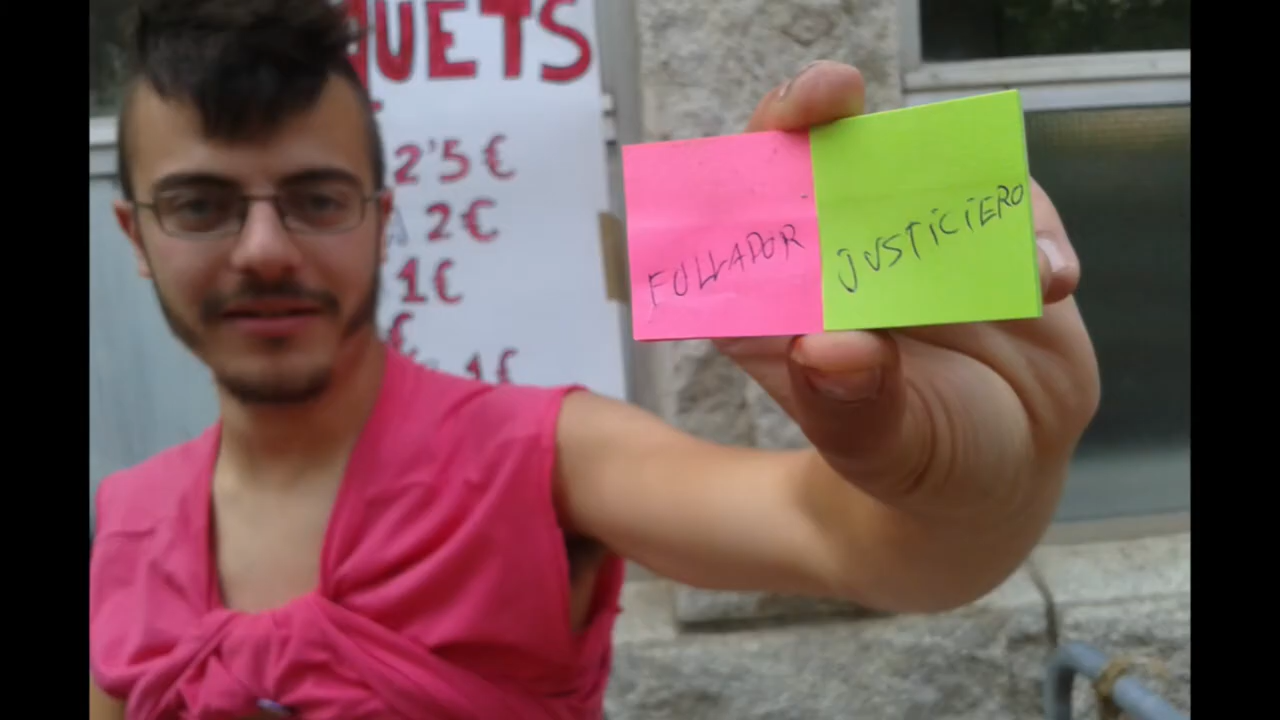 UETS
2'5 €
2€
1€
€
1€
FOLLADOR
JUSTICIERO